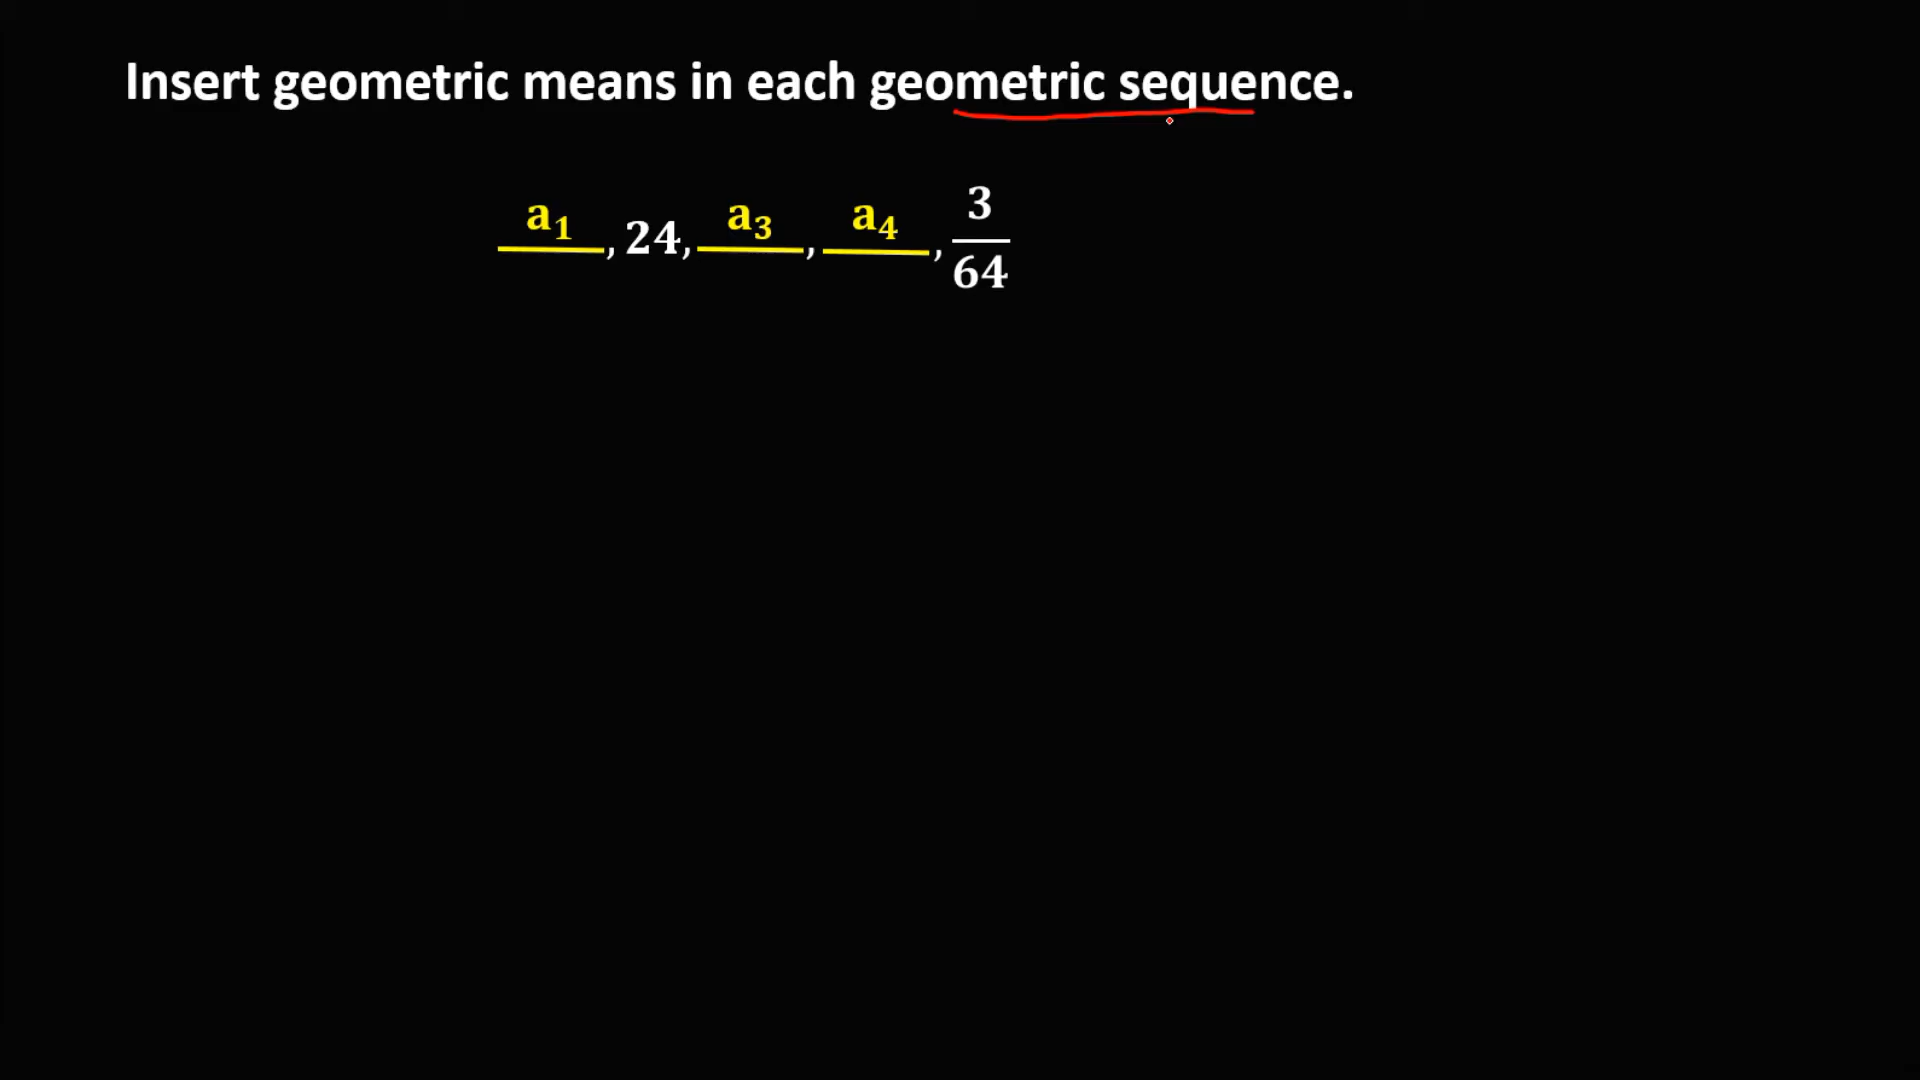 Insert geometric means in each geometric sequence.
a₁, 24, a₃, a₄, 3/64